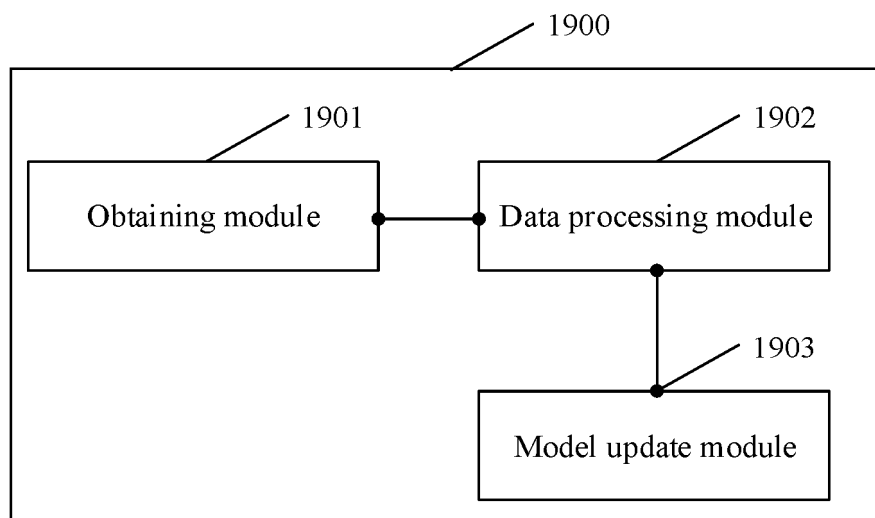 1900
1901
1902
Obtaining module
Data processing module
1903
Model update module